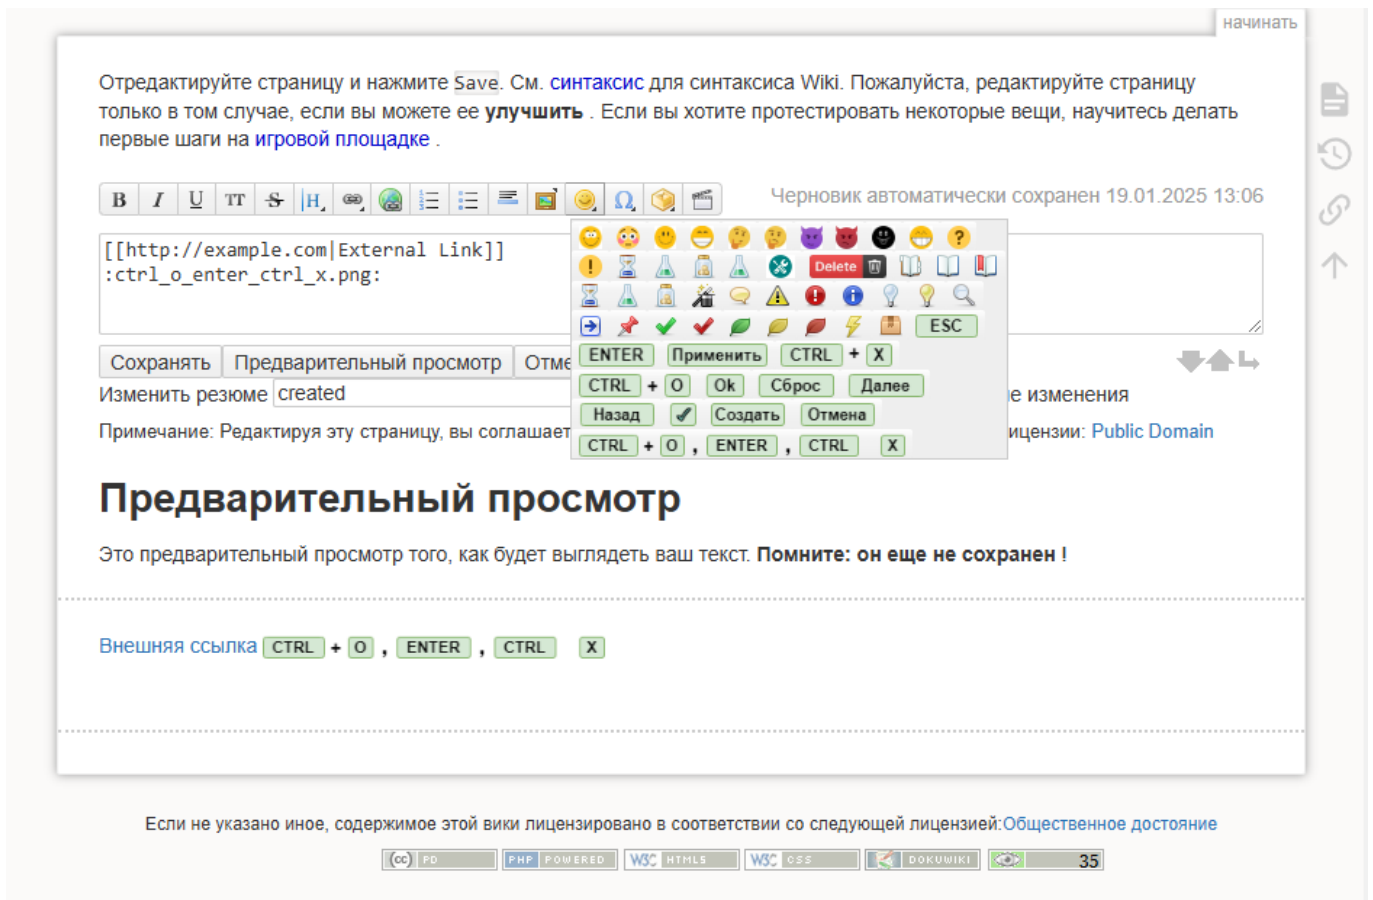 начинать
Отредактируйте страницу и нажмите Save. См. синтаксис для синтаксиса Wiki. Пожалуйста, редактируйте страницу
только в том случае, если вы можете ее улучшить . Если вы хотите протестировать некоторые вещи, научитесь делать
первые шаги на игровой площадке .
B I U TT S H Ω
Черновик автоматически сохранен 19.01.2025 13:06
[[http://example.com|External Link]]
:ctrl_o_enter_ctrl_x.png:
Delete
ESC
ENTER Применить CTRL + X
CTRL + O Ok Сброс Далее
Назад Создать Отмена
CTRL + O , ENTER , CTRL X
Сохранять Предварительный просмотр Отме
Изменить резюме created е изменения
Примечание: Редактируя эту страницу, вы соглашает ицензии: Public Domain
Предварительный просмотр
Это предварительный просмотр того, как будет выглядеть ваш текст. Помните: он еще не сохранен !
Внешняя ссылка CTRL + O , ENTER , CTRL X
Если не указано иное, содержимое этой вики лицензировано в соответствии со следующей лицензией:Общественное достояние
(cc) PD PHP POWERED W3C HTML5 W3C CSS DOKUWIKI 35